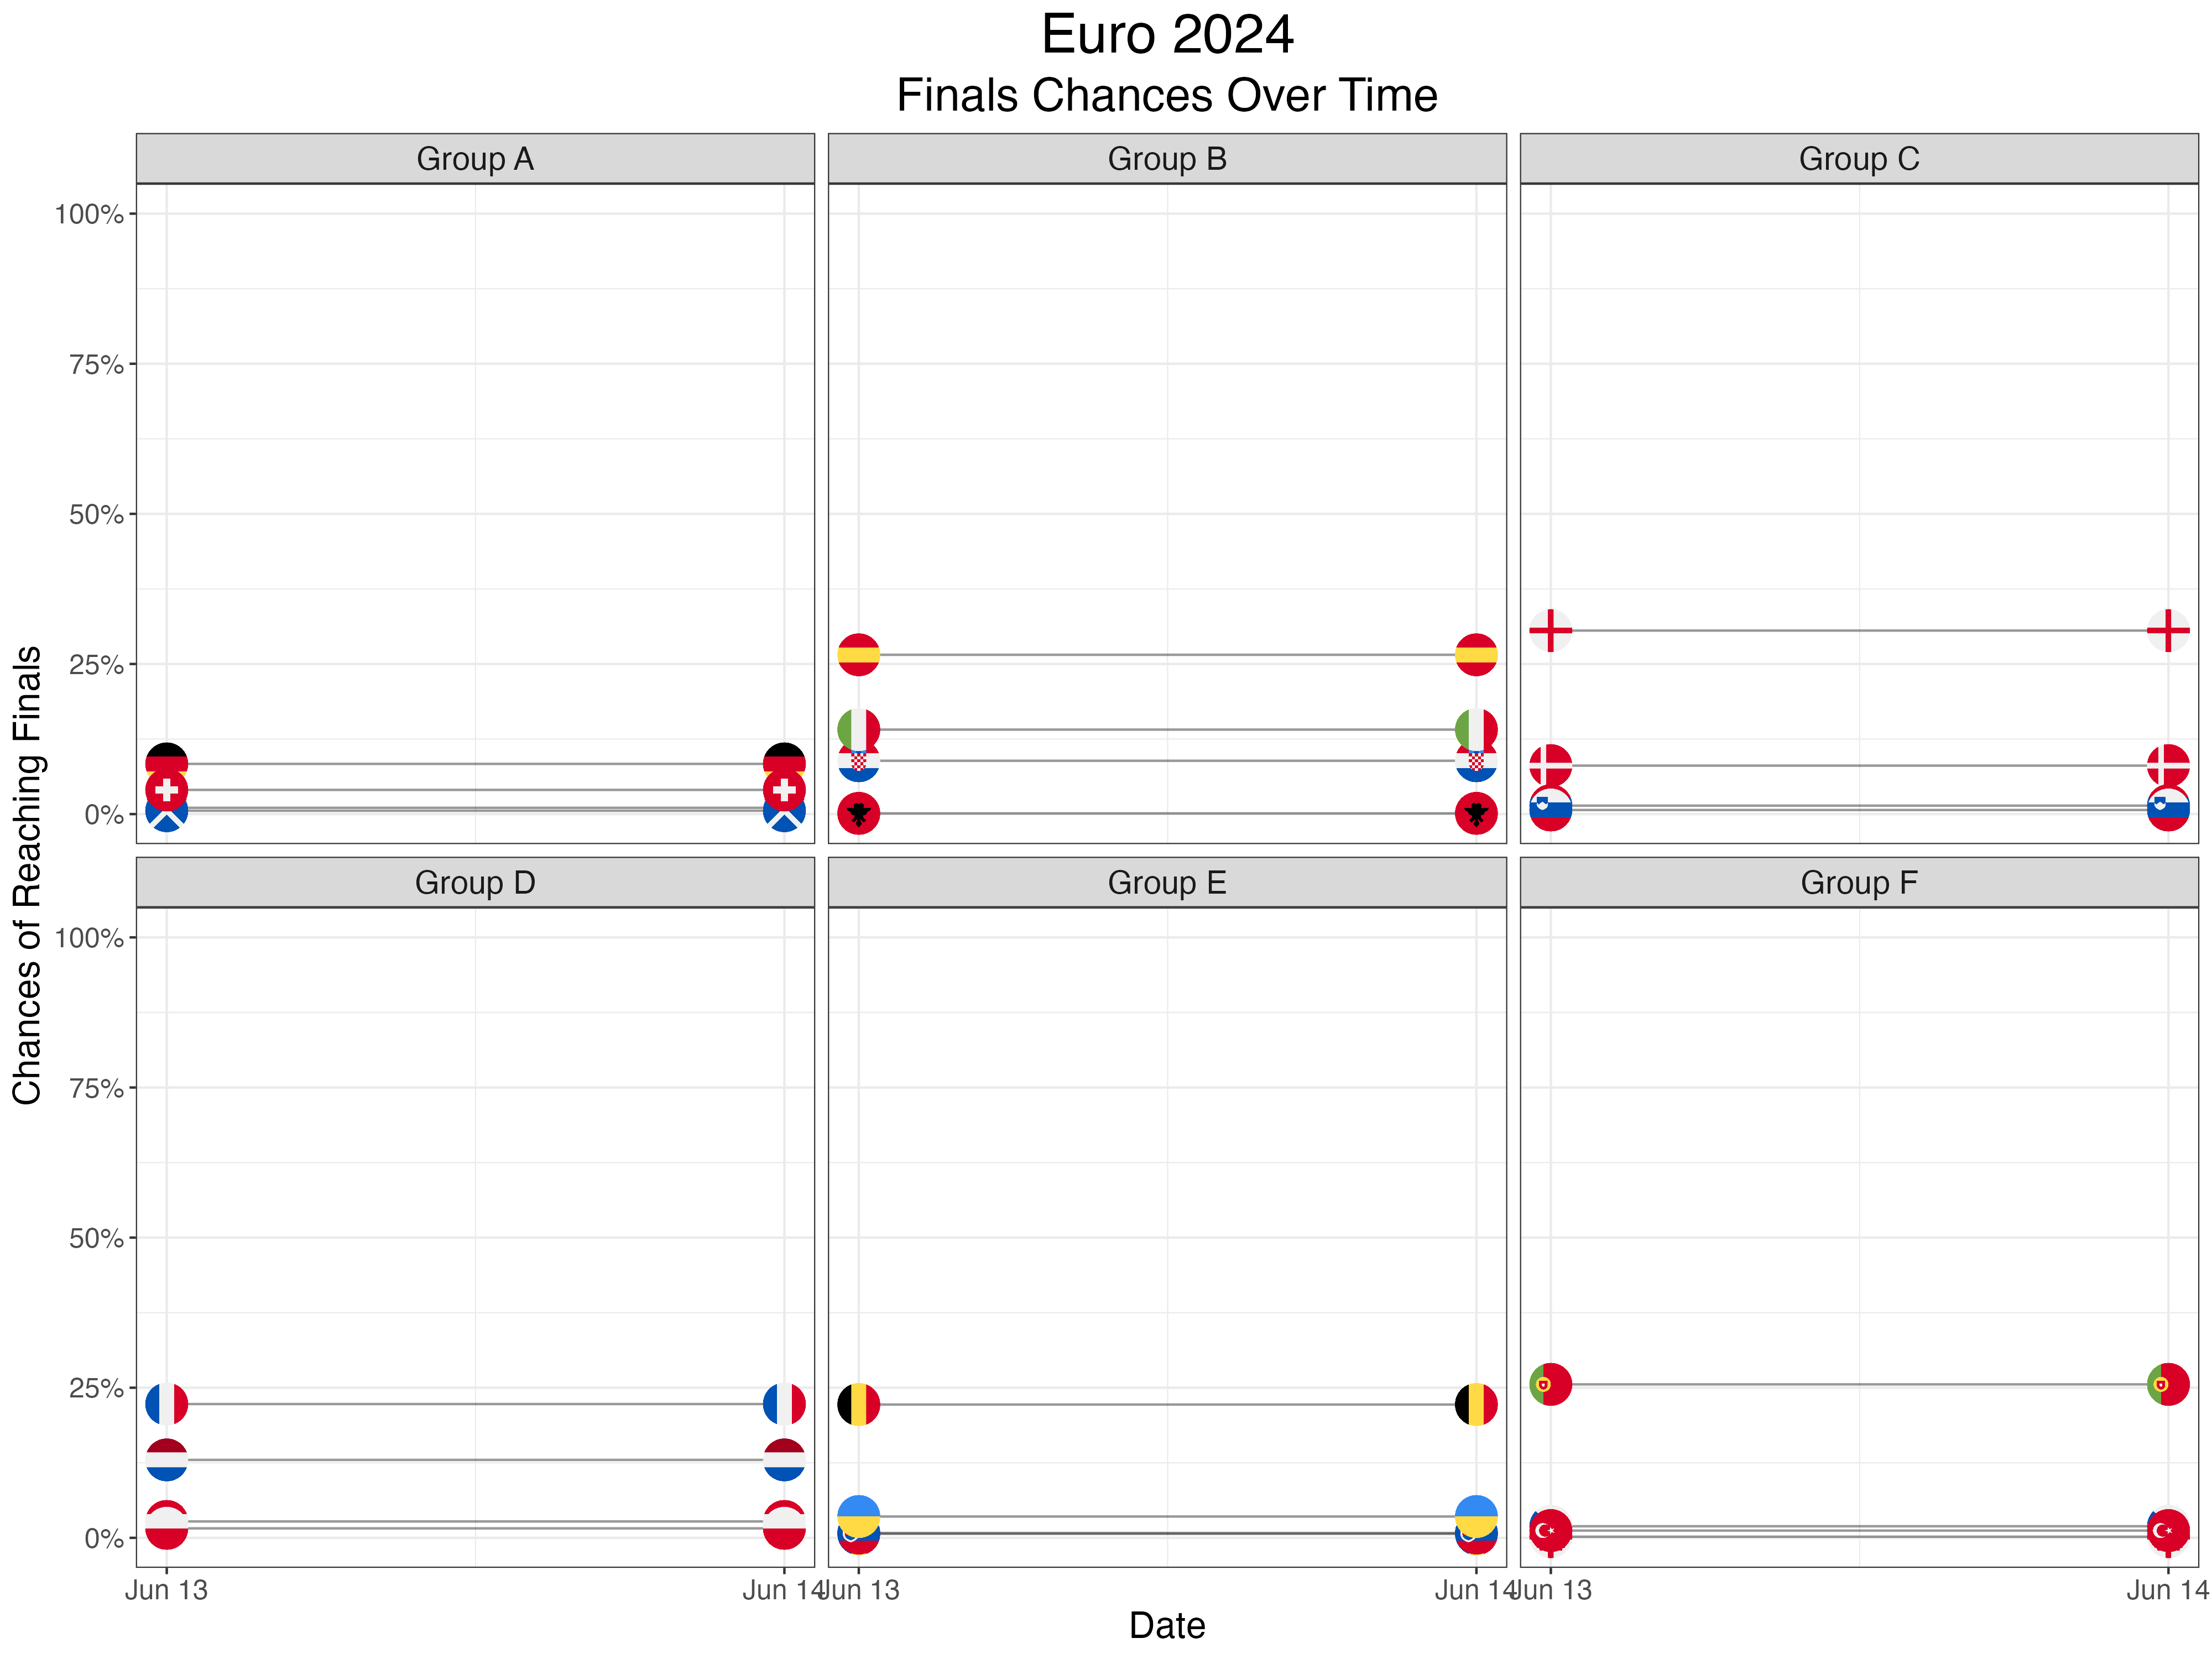 Euro 2024
Finals Chances Over Time
Group A
Group B
Group C
100%
75%
50%
25%
0%
Group D
Group E
Group F
100%
75%
50%
25%
0%
Jun 13
Jun 14
Jun 13
Jun 14
Jun 13
Jun 14
Date
Chances of Reaching Finals